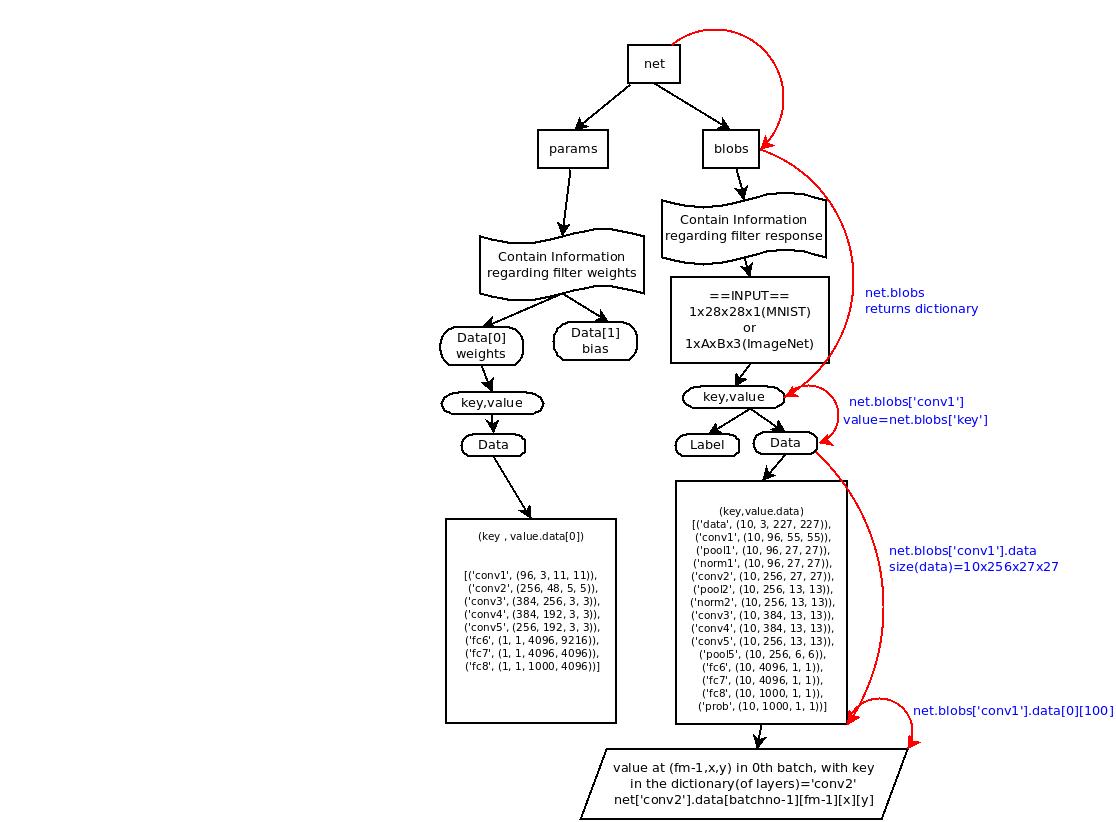 net
params
blobs
Contain Information
regarding filter weights
Data[0]
weights
Data[1]
bias
key,value
Data
(key , value.data[0])
[('conv1', (96, 3, 11, 11)),
('conv2', (256, 48, 5, 5)),
('conv3', (384, 256, 3, 3)),
('conv4', (384, 192, 3, 3)),
('conv5', (256, 192, 3, 3)),
('fc6', (1, 1, 4096, 9216)),
('fc7', (1, 1, 4096, 4096)),
('fc8', (1, 1, 1000, 4096))]
Contain Information
regarding filter response
==INPUT==
1x28x28x1(MNIST)
or
1xAxBx3(ImageNet)
net.blobs
returns dictionary
key,value
net.blobs['conv1']
value=net.blobs['key']
Label
Data
(key,value.data)
[('data', (10, 3, 227, 227)),
('conv1', (10, 96, 55, 55)),
('pool1', (10, 96, 27, 27)),
('norm1', (10, 96, 27, 27)),
('conv2', (10, 256, 27, 27)),
('pool2', (10, 256, 13, 13)),
('norm2', (10, 256, 13, 13)),
('conv3', (10, 384, 13, 13)),
('conv4', (10, 384, 13, 13)),
('conv5', (10, 256, 13, 13)),
('pool5', (10, 256, 6, 6)),
('fc6', (10, 4096, 1, 1)),
('fc7', (10, 4096, 1, 1)),
('fc8', (10, 1000, 1, 1)),
('prob', (10, 1000, 1, 1))]
net.blobs['conv1'].data
size(data)=10x256x27x27
net.blobs['conv1'].data[0][100]
value at (fm-1,x,y) in 0th batch, with key
in the dictionary(of layers)='conv2'
net['conv2'].data[batchno-1][fm-1][x][y]